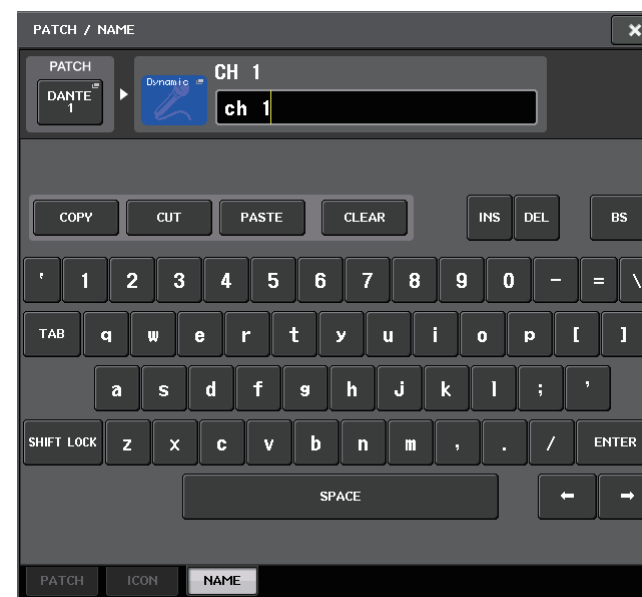 PATCH / NAME
PATCH
DANTE
1
Dynamic
CH 1
ch 1
COPY CUT PASTE CLEAR INS DEL BS
' 1 2 3 4 5 6 7 8 9 0 - = \
TAB q w e r t y u i o p [ ]
a s d f g h j k l ; '
SHIFT LOCK z x c v b n m , . / ENTER
SPACE ← →
PATCH ICON NAME